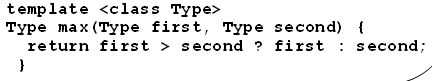 template <class Type>
Type max(Type first, Type second) {
  return first > second ? first : second;
 }